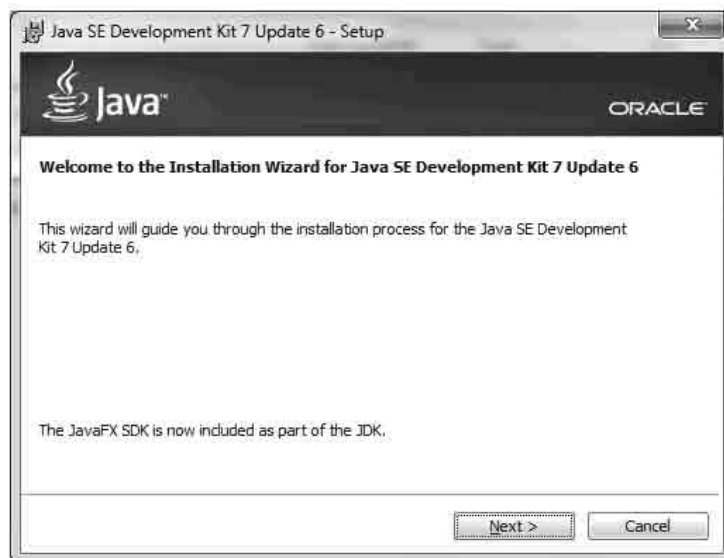 Java SE Development Kit 7 Update 6 - Setup
Java™
ORACLE
Welcome to the Installation Wizard for Java SE Development Kit 7 Update 6
This wizard will guide you through the installation process for the Java SE Development
Kit 7 Update 6.
The JavaFX SDK is now included as part of the JDK.
Next >
Cancel